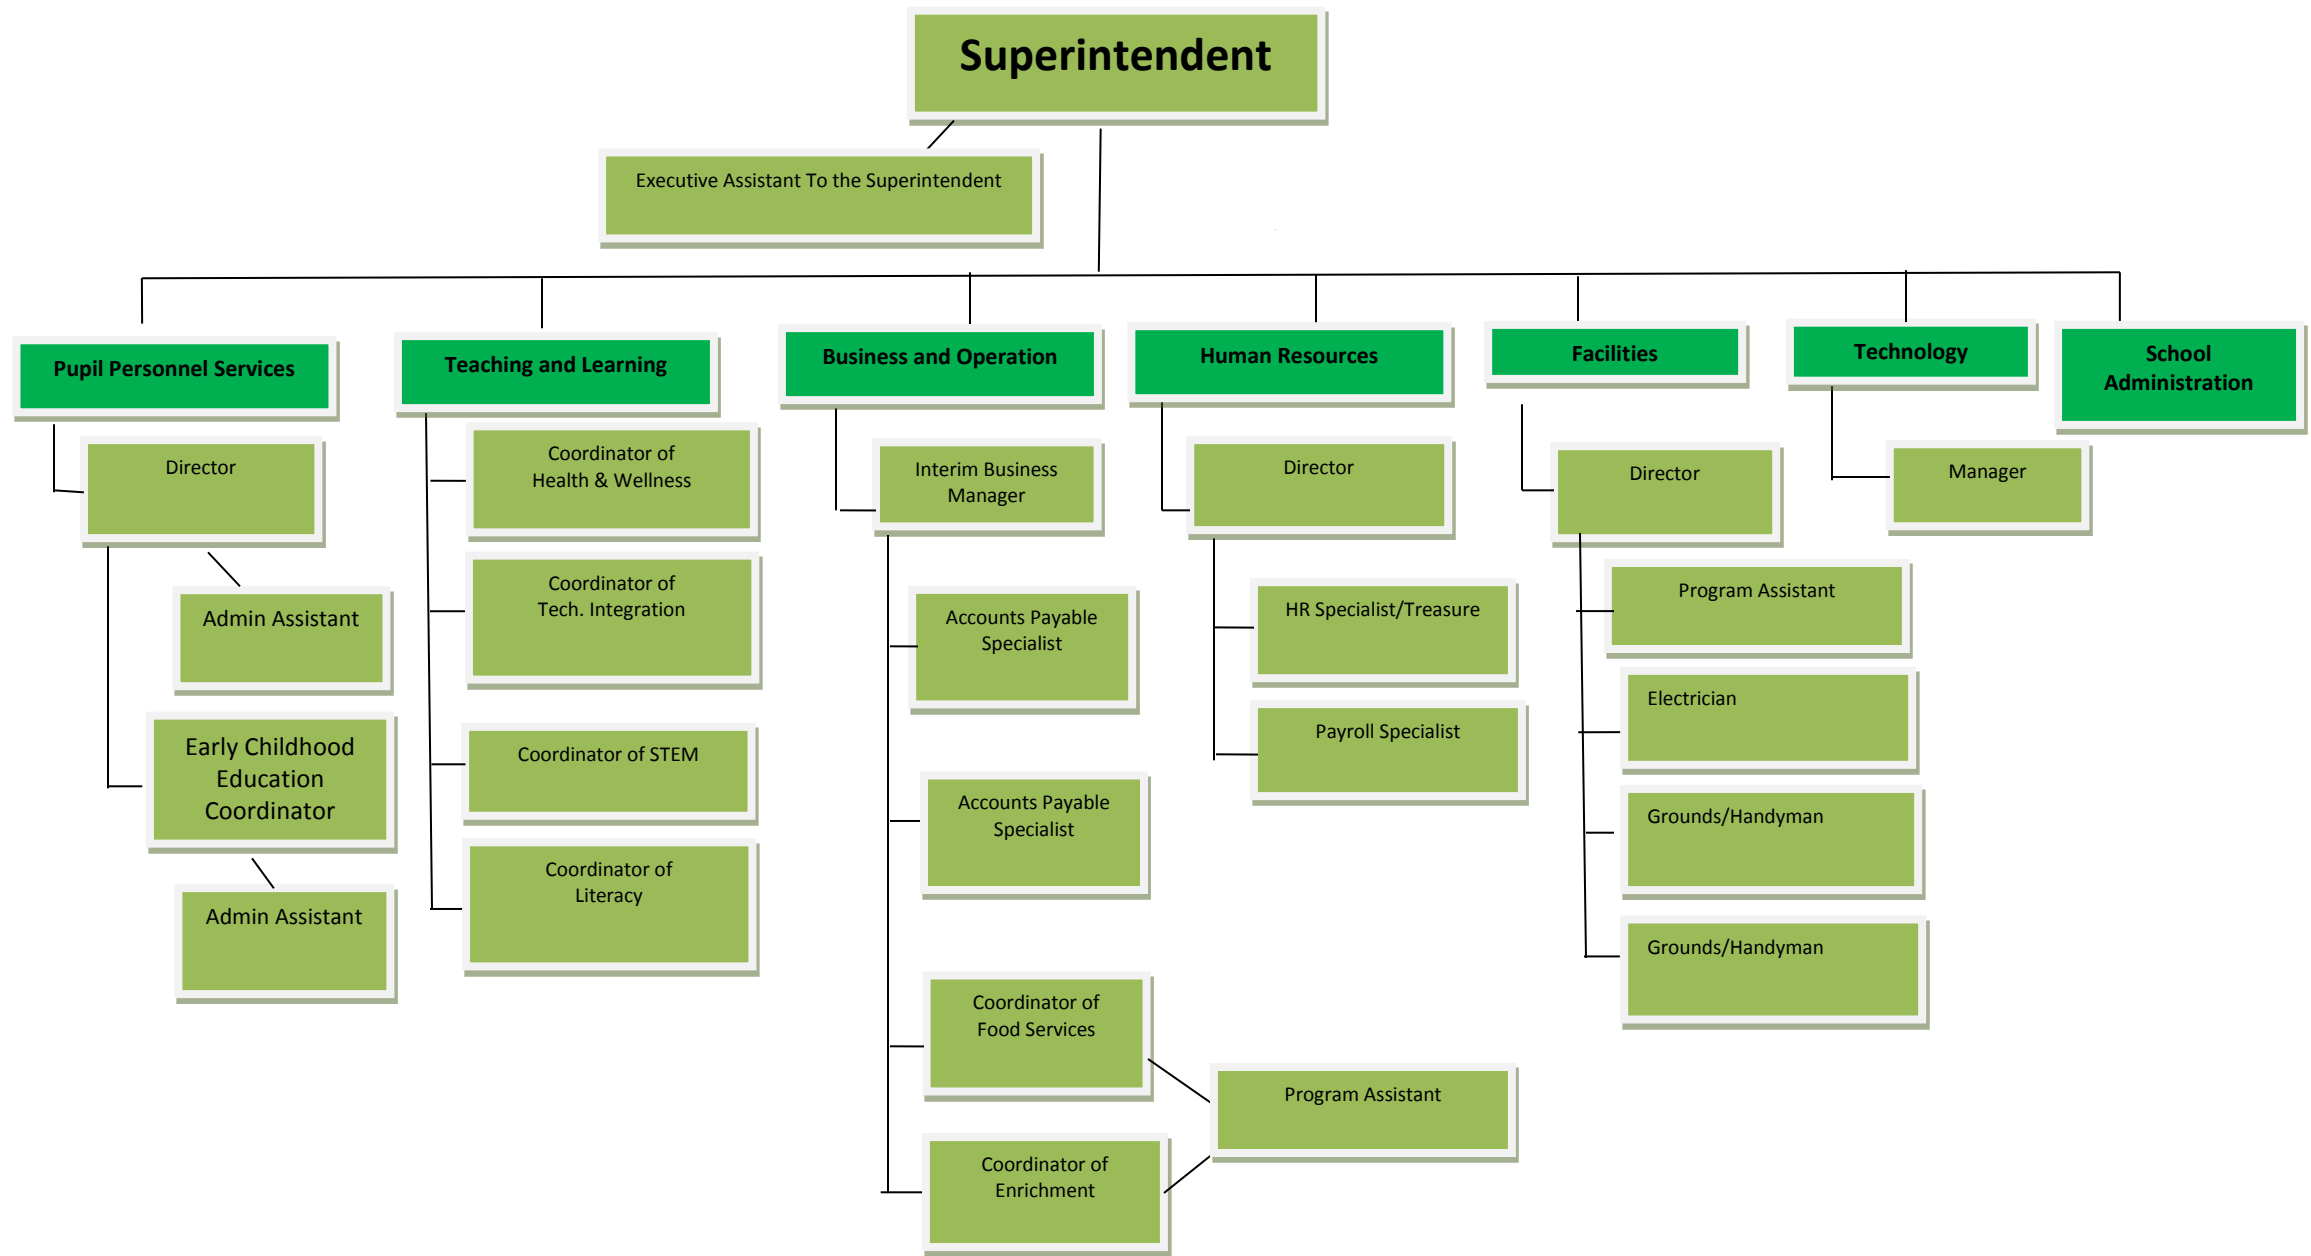 Superintendent
Executive Assistant To the Superintendent
Pupil Personnel Services
Director
Admin Assistant
Early Childhood
Education
Coordinator
Admin Assistant
Teaching and Learning
Coordinator of
Health & Wellness
Coordinator of
Tech. Integration
Coordinator of STEM
Coordinator of
Literacy
Business and Operation
Interim Business
Manager
Accounts Payable
Specialist
Accounts Payable
Specialist
Coordinator of
Food Services
Coordinator of
Enrichment
Program Assistant
Human Resources
Director
HR Specialist/Treasure
Payroll Specialist
Facilities
Director
Program Assistant
Electrician
Grounds/Handyman
Grounds/Handyman
Technology
Manager
School
Administration